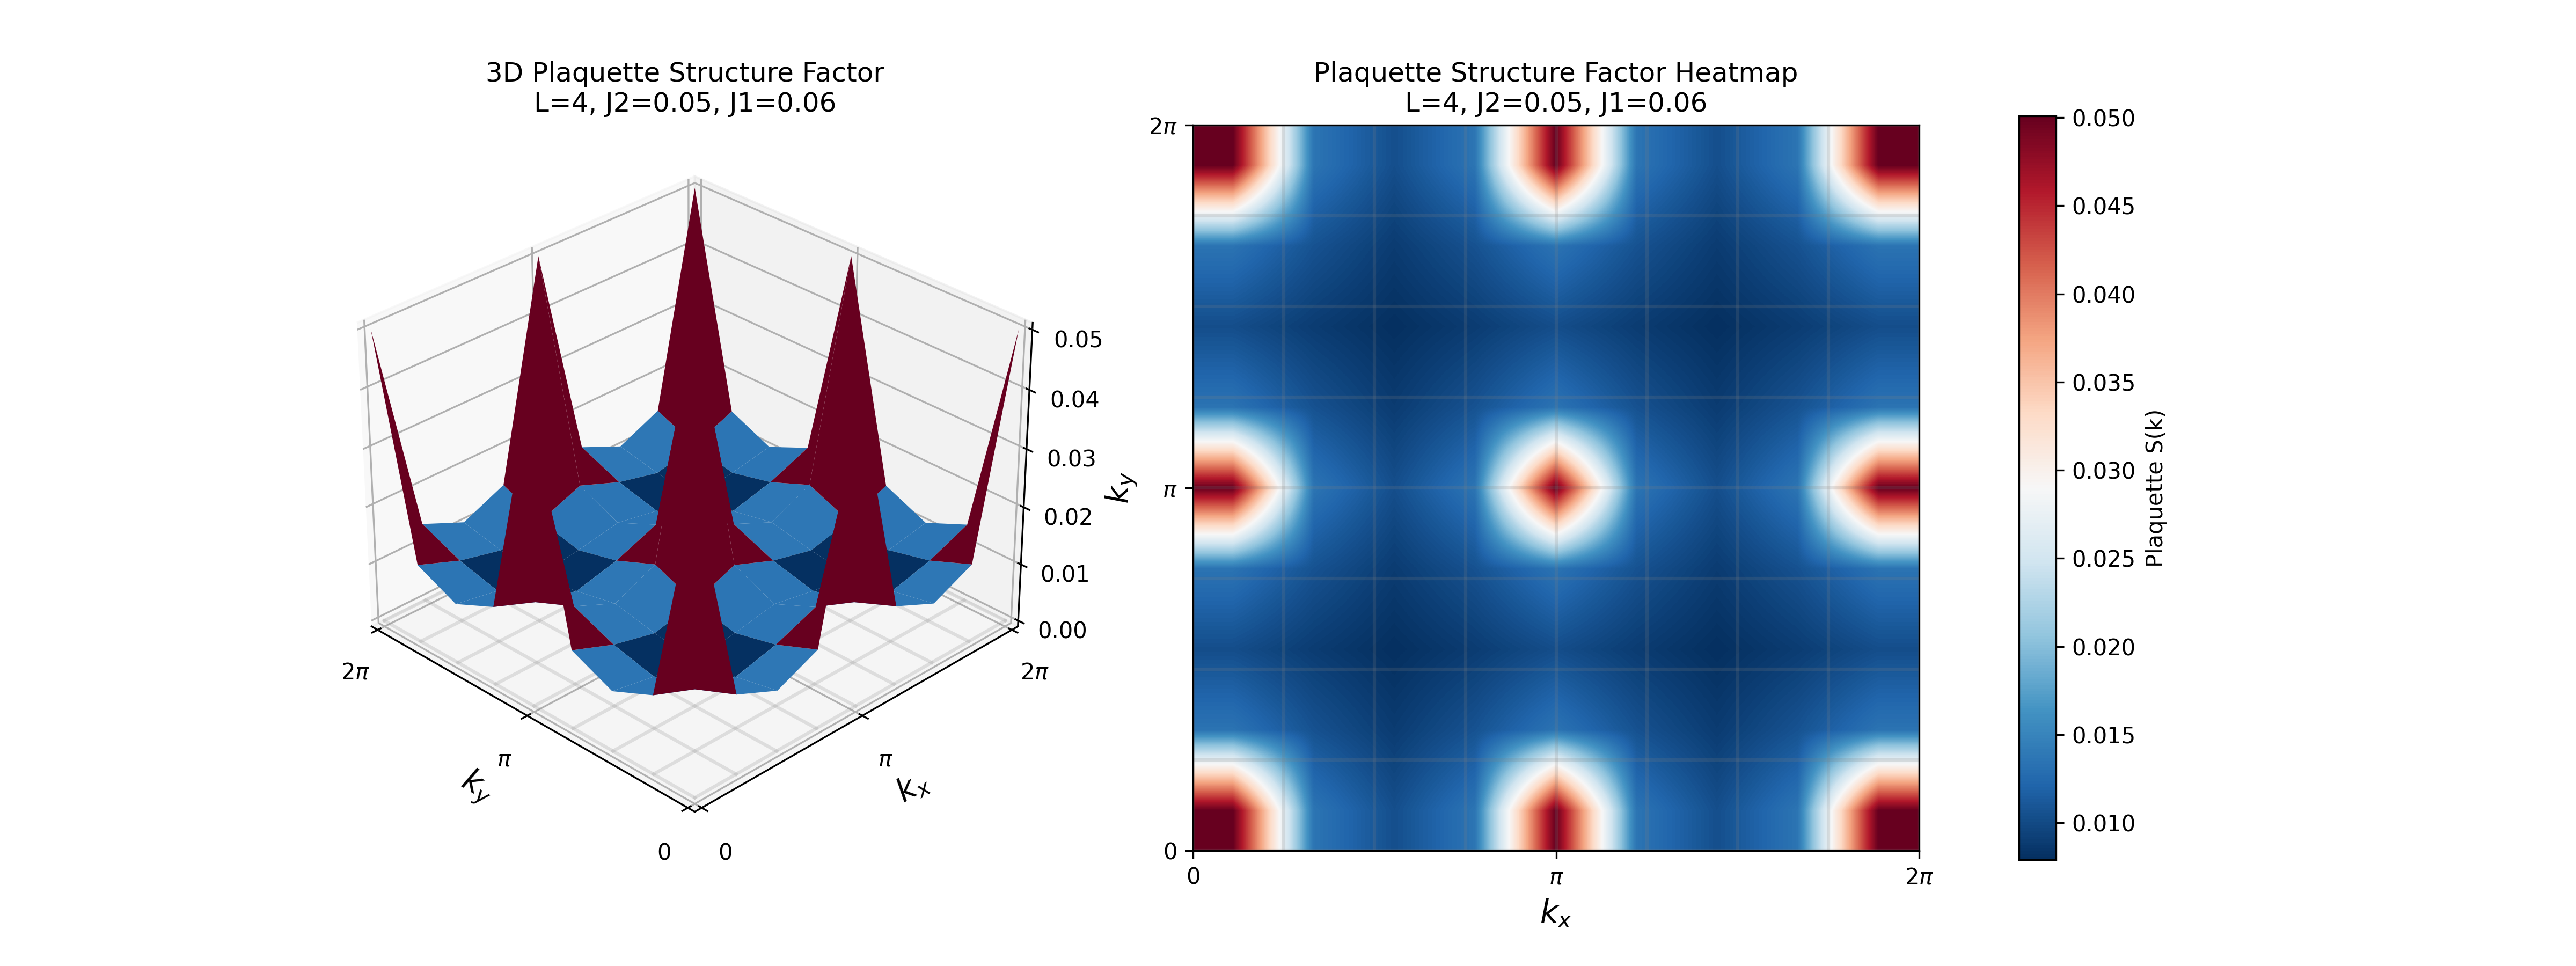 3D Plaquette Structure Factor
L=4, J2=0.05, J1=0.06
0.05
0.04
0.03
0.02
0.01
0.00
2π
π
0
k_y
0
π
2π
k_x
Plaquette Structure Factor Heatmap
L=4, J2=0.05, J1=0.06
2π
π
0
k_y
0
π
2π
k_x
0.050
0.045
0.040
0.035
0.030
0.025
0.020
0.015
0.010
Plaquette S(k)